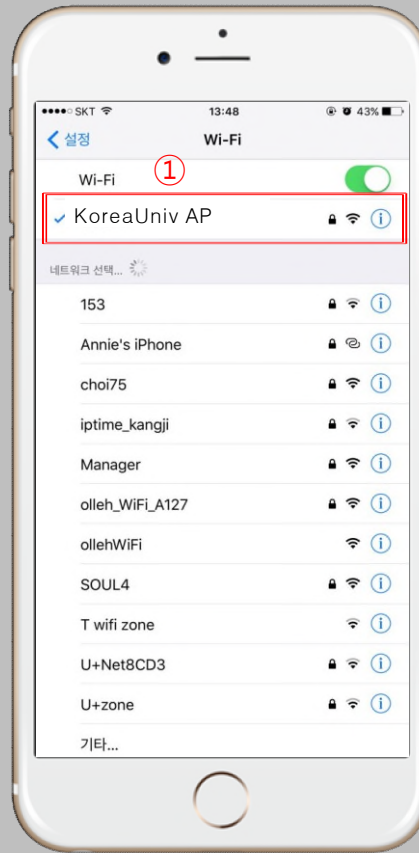 SKT 13:48 43%
설정 Wi-Fi
Wi-Fi ①
KoreaUniv AP
네트워크 선택...
153
Annie's iPhone
choi75
iptime_kangji
Manager
olleh_WiFi_A127
ollehWiFi
SOUL4
T wifi zone
U+Net8CD3
U+zone
기타...